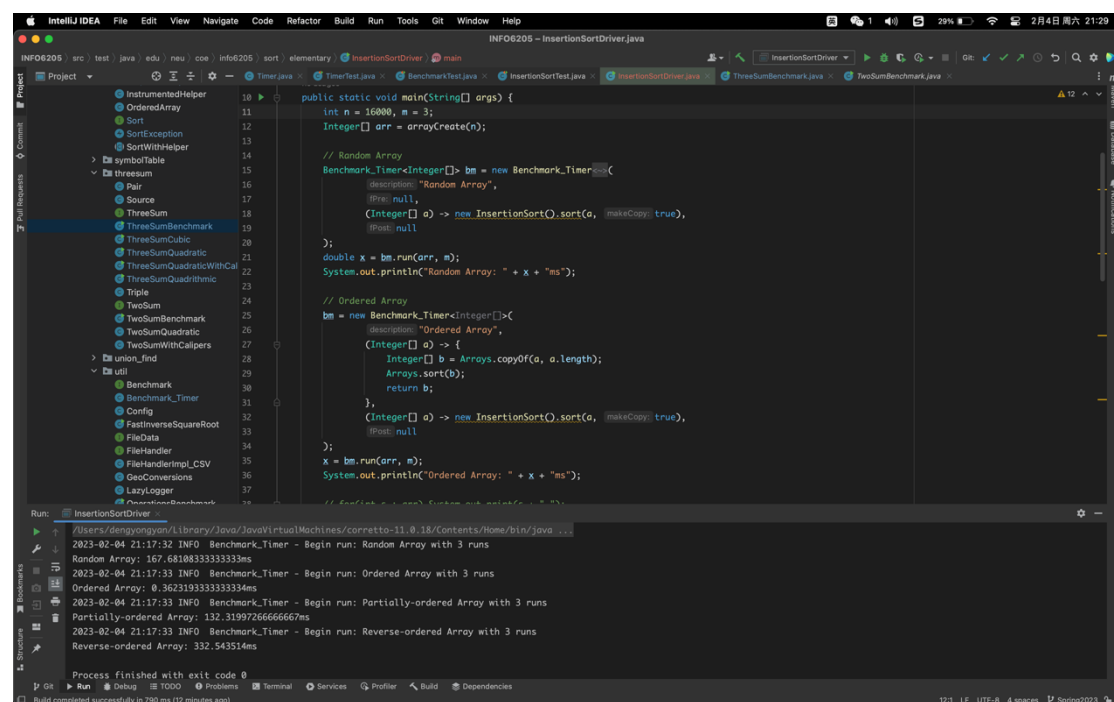 IntelliJ IDEA File Edit View Navigate Code Refactor Build Run Tools Git Window Help 英 1 29% 2月4日 周六 21:29
INFO6205 – InsertionSortDriver.java
INFO6205 src test java edu neu coe info6205 sort elementary InsertionSortDriver main InsertionSortDriver Git:
Project Timer.java TimerTest.java BenchmarkTest.java InsertionSortTest.java InsertionSortDriver.java ThreeSumBenchmark.java TwoSumBenchmark.java
Project
Commit
Pull Requests
Bookmarks
Structure
Notifications
InstrumentedHelper
OrderedArray
Sort
SortException
SortWithHelper
symbolTable
threesum
Pair
Source
ThreeSum
ThreeSumBenchmark
ThreeSumCubic
ThreeSumQuadratic
ThreeSumQuadraticWithCal
ThreeSumQuadrithmic
Triple
TwoSum
TwoSumBenchmark
TwoSumQuadratic
TwoSumWithCalipers
union_find
util
Benchmark
Benchmark_Timer
Config
FastInverseSquareRoot
FileData
FileHandler
FileHandlerImpl_CSV
GeoConversions
LazyLogger
OperationsBenchmark
12
10 public static void main(String[] args) {
11 int n = 16000, m = 3;
12 Integer[] arr = arrayCreate(n);
13
14 // Random Array
15 Benchmark_Timer<Integer[]> bm = new Benchmark_Timer<~>(
16 description: "Random Array",
17 fPre: null,
18 (Integer[] a) -> new InsertionSort().sort(a, makeCopy: true),
19 fPost: null
20 );
21 double x = bm.run(arr, m);
22 System.out.println("Random Array: " + x + "ms");
23
24 // Ordered Array
25 bm = new Benchmark_Timer<Integer[]>(
26 description: "Ordered Array",
27 (Integer[] a) -> {
28 Integer[] b = Arrays.copyOf(a, a.length);
29 Arrays.sort(b);
30 return b;
31 },
32 (Integer[] a) -> new InsertionSort().sort(a, makeCopy: true),
33 fPost: null
34 );
35 x = bm.run(arr, m);
36 System.out.println("Ordered Array: " + x + "ms");
37
38
Run: InsertionSortDriver
/Users/dengyongyan/Library/Java/JavaVirtualMachines/corretto-11.0.18/Contents/Home/bin/java ...
2023-02-04 21:17:32 INFO Benchmark_Timer - Begin run: Random Array with 3 runs
Random Array: 167.68108333333333ms
2023-02-04 21:17:33 INFO Benchmark_Timer - Begin run: Ordered Array with 3 runs
Ordered Array: 0.3623193333333334ms
2023-02-04 21:17:33 INFO Benchmark_Timer - Begin run: Partially-ordered Array with 3 runs
Partially-ordered Array: 132.31997266666667ms
2023-02-04 21:17:33 INFO Benchmark_Timer - Begin run: Reverse-ordered Array with 3 runs
Reverse-ordered Array: 332.543514ms
Process finished with exit code 0
Git Run Debug TODO Problems Terminal Services Profiler Build Dependencies
Build completed successfully in 790 ms (12 minutes ago) 12:1 LF UTF-8 4 spaces Spring2023